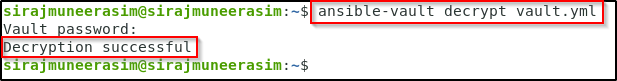 sirajmuneerasim@sirajmuneerasim:~$ ansible-vault decrypt vault.yml
Vault password:
Decryption successful
sirajmuneerasim@sirajmuneerasim:~$